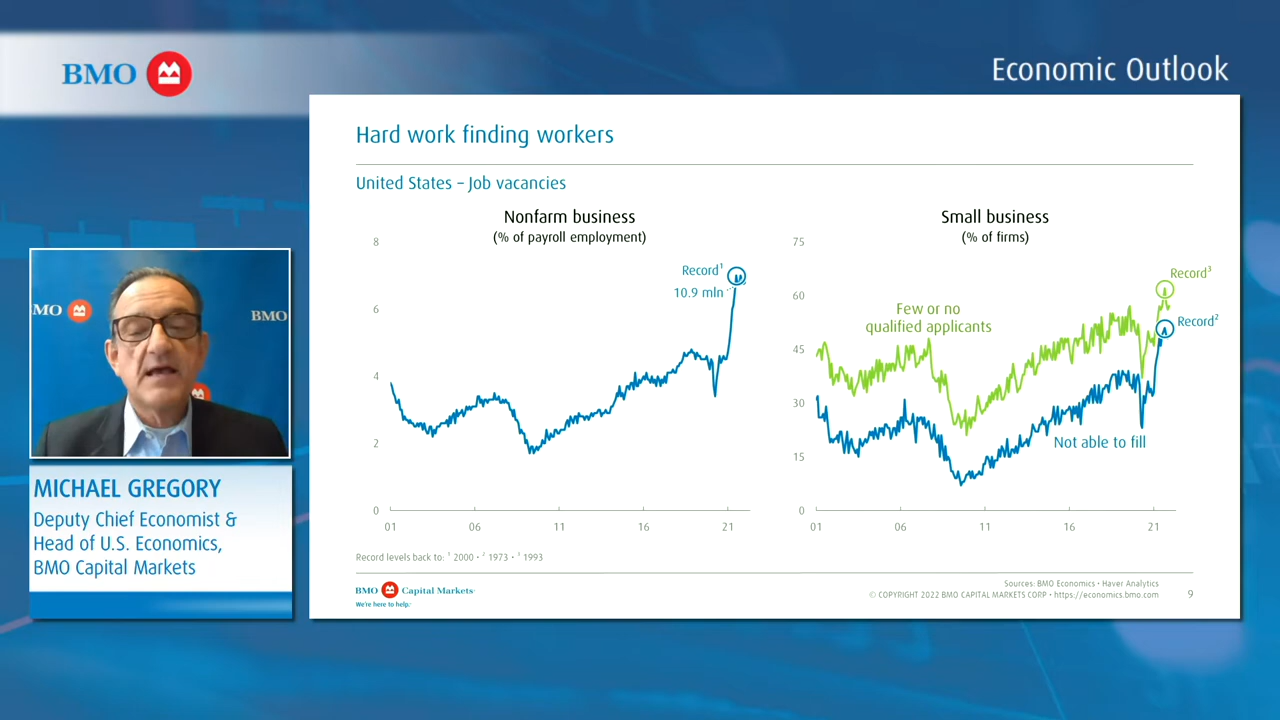 BMO
Economic Outlook
Hard work finding workers
United States – Job vacancies
Nonfarm business
(% of payroll employment)
8
6
4
2
0
01 06 11 16 21
Record¹
10.9 mln
Small business
(% of firms)
75
60
45
30
15
0
01 06 11 16 21
Few or no
qualified applicants
Record³
Record²
Not able to fill
Record levels back to: ¹ 2000 • ² 1973 • ³ 1993
BMO Capital Markets
We're here to help.
Sources: BMO Economics • Haver Analytics
© COPYRIGHT 2022 BMO CAPITAL MARKETS CORP • https://economics.bmo.com
9
MO
BMO
MICHAEL GREGORY
Deputy Chief Economist &
Head of U.S. Economics,
BMO Capital Markets